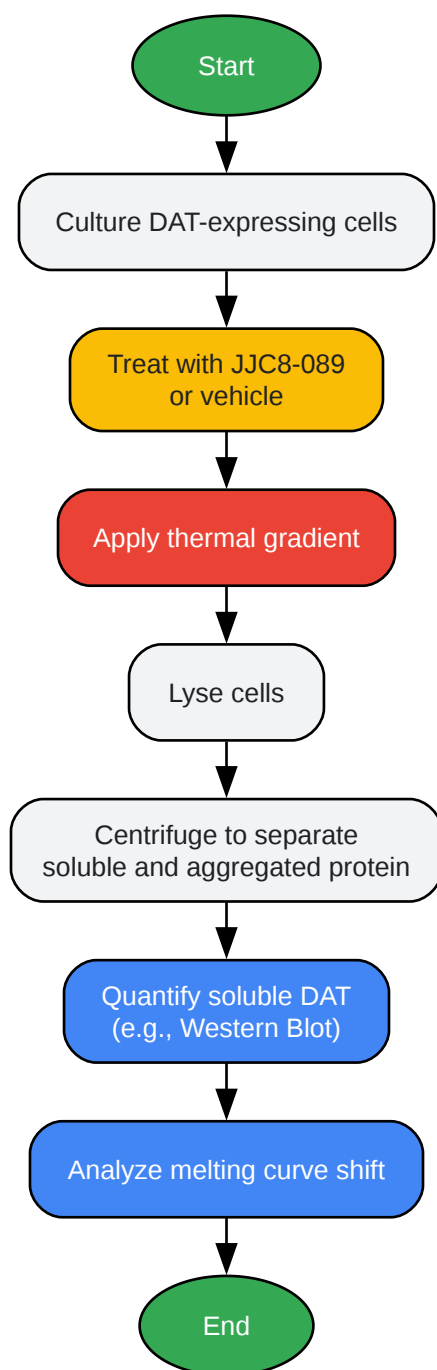 Start
Culture DAT-expressing cells
Treat with JJC8-089
or vehicle
Apply thermal gradient
Lyse cells
Centrifuge to separate
soluble and aggregated protein
Quantify soluble DAT
(e.g., Western Blot)
Analyze melting curve shift
End